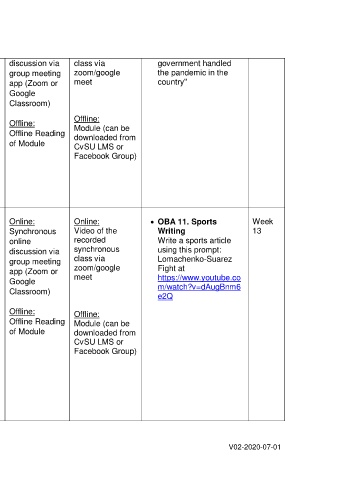 discussion via
group meeting
app (Zoom or
Google
Classroom)
Offline:
Offline Reading
of Module
class via
zoom/google
meet
Offline:
Module (can be
downloaded from
CvSU LMS or
Facebook Group)
government handled
the pandemic in the
country"
Online:
Synchronous
online
discussion via
group meeting
app (Zoom or
Google
Classroom)
Offline:
Offline Reading
of Module
Online:
Video of the
recorded
synchronous
class via
zoom/google
meet
Offline:
Module (can be
downloaded from
CvSU LMS or
Facebook Group)
• OBA 11. Sports
Writing
Write a sports article
using this prompt:
Lomachenko-Suarez
Fight at
https://www.youtube.co
m/watch?v=dAugBnm6
e2Q
Week
13
V02-2020-07-01